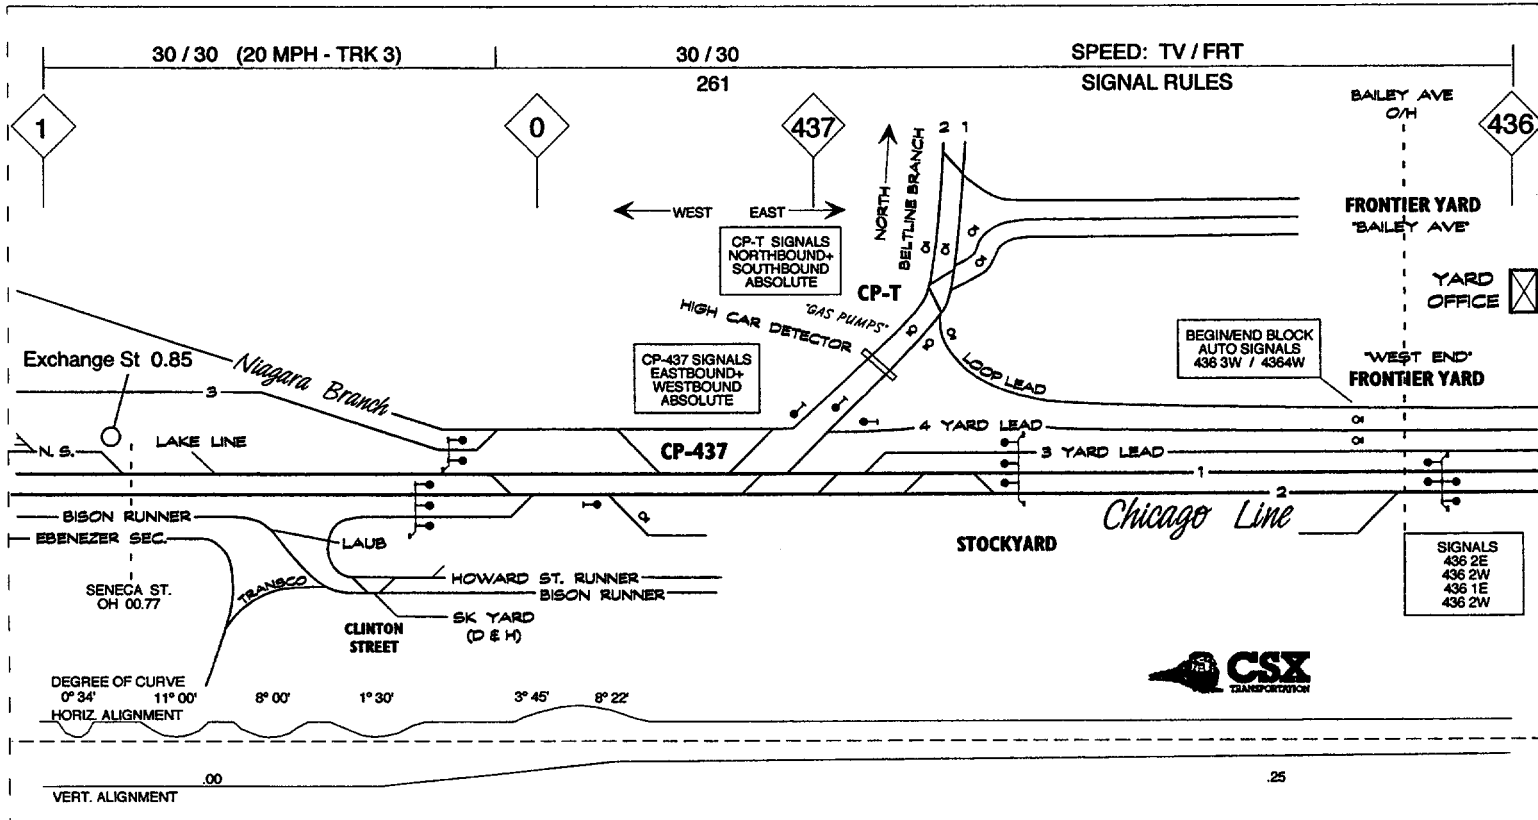 30 / 30 (20 MPH - TRK 3)
30 / 30
SPEED: TV / FRT
261
SIGNAL RULES
1
0
437
436
BAILEY AVE
O/H
2 1
NORTH
BELTLINE BRANCH
WEST
EAST
FRONTIER YARD
"BAILEY AVE"
CP-T SIGNALS
NORTHBOUND+
SOUTHBOUND
ABSOLUTE
CP-T
YARD
OFFICE
"GAS PUMPS"
HIGH CAR DETECTOR
BEGIN/END BLOCK
AUTO SIGNALS
436 3W / 4364W
"WEST END"
FRONTIER YARD
Exchange St 0.85
Niagara Branch
CP-437 SIGNALS
EASTBOUND+
WESTBOUND
ABSOLUTE
LOOP LEAD
3
4 YARD LEAD
N. S.
LAKE LINE
CP-437
3 YARD LEAD
1
2
Chicago Line
BISON RUNNER
EBENEZER SEC.
LAUB
STOCKYARD
SENECA ST.
OH 00.77
TRANSCO
HOWARD ST. RUNNER
BISON RUNNER
SK YARD
(D & H)
CLINTON
STREET
SIGNALS
436 2E
436 2W
436 1E
436 2W
CSX
TRANSPORTATION
DEGREE OF CURVE
0° 34' 11° 00' 8° 00' 1° 30' 3° 45' 8° 22'
HORIZ. ALIGNMENT
.00
.25
VERT. ALIGNMENT